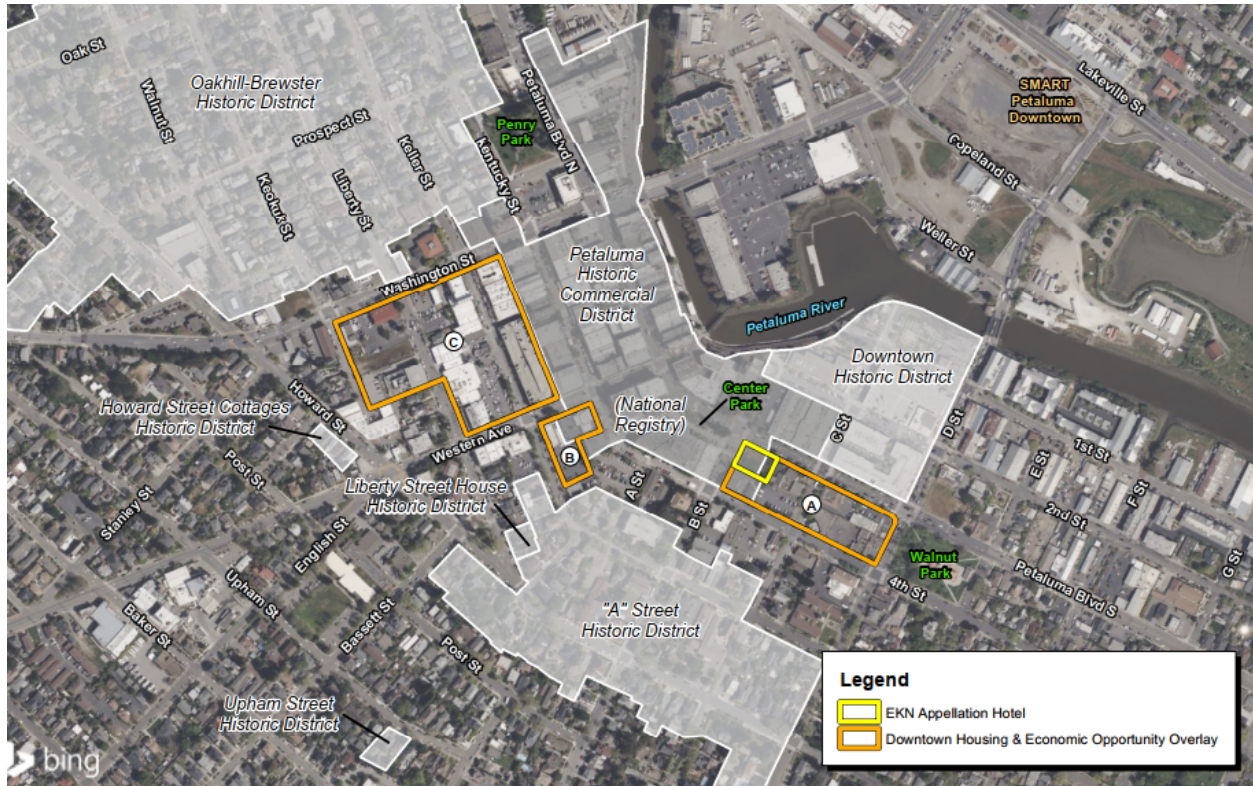 Oak St
Walnut St
Oakhill-Brewster
Historic District
Prospect St
Keokuk St
Liberty St
Keller St
Kentucky St
Penry
Park
Petaluma Blvd N
SMART
Petaluma
Downtown
Lakeville St
Copeland St
Weller St
Washington St
Petaluma
Historic
Commercial
District
Petaluma River
C
Downtown
Historic District
Howard Street Cottages
Historic District
Howard St
Western Ave
(National
Registry)
Center
Park
C St
D St
1st St
E St
F St
2nd St
G St
B
A St
B St
A
Post St
Stanley St
Liberty Street House
Historic District
English St
Upham St
Baker St
Bassett St
Post St
"A" Street
Historic District
Walnut
Park
4th St
Petaluma Blvd S
Upham Street
Historic District
Legend
EKN Appellation Hotel
Downtown Housing & Economic Opportunity Overlay
bing